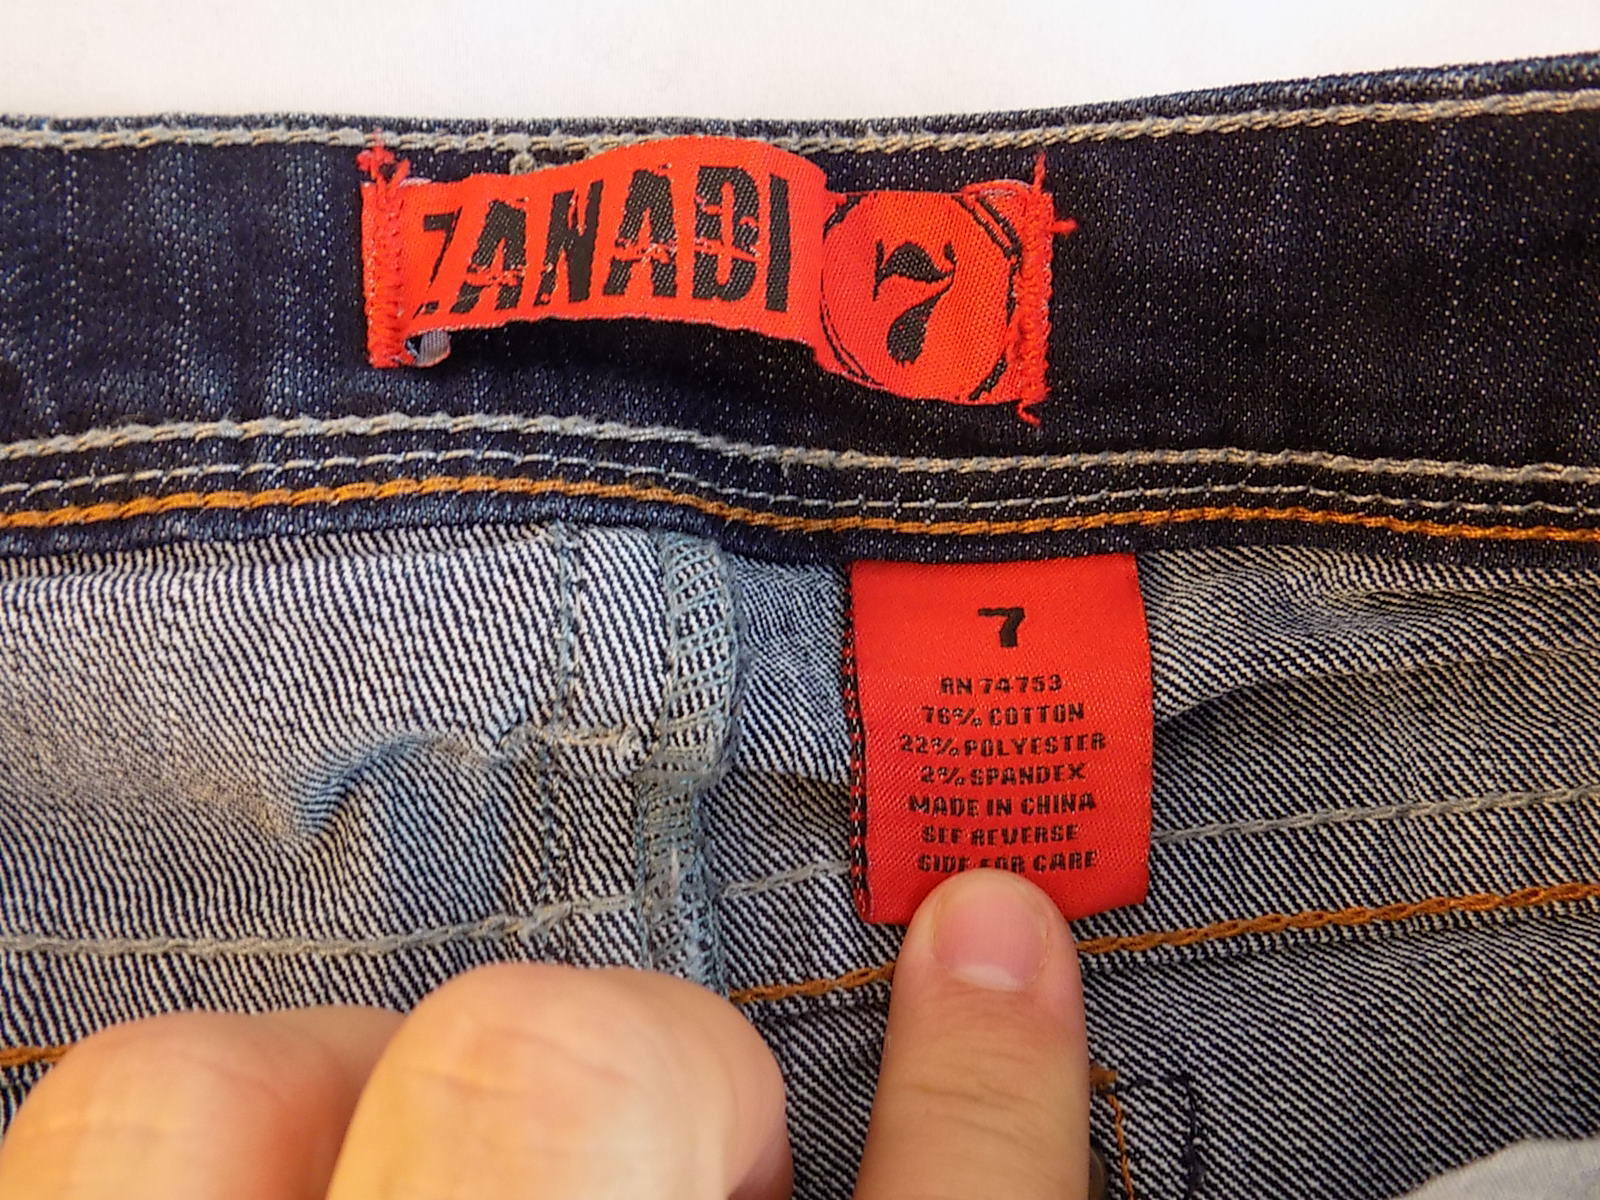 ZANADI 7
7
RN 74753
76% COTTON
22% POLYESTER
2% SPANDEX
MADE IN CHINA
SEE REVERSE
SIDE FOR CARE